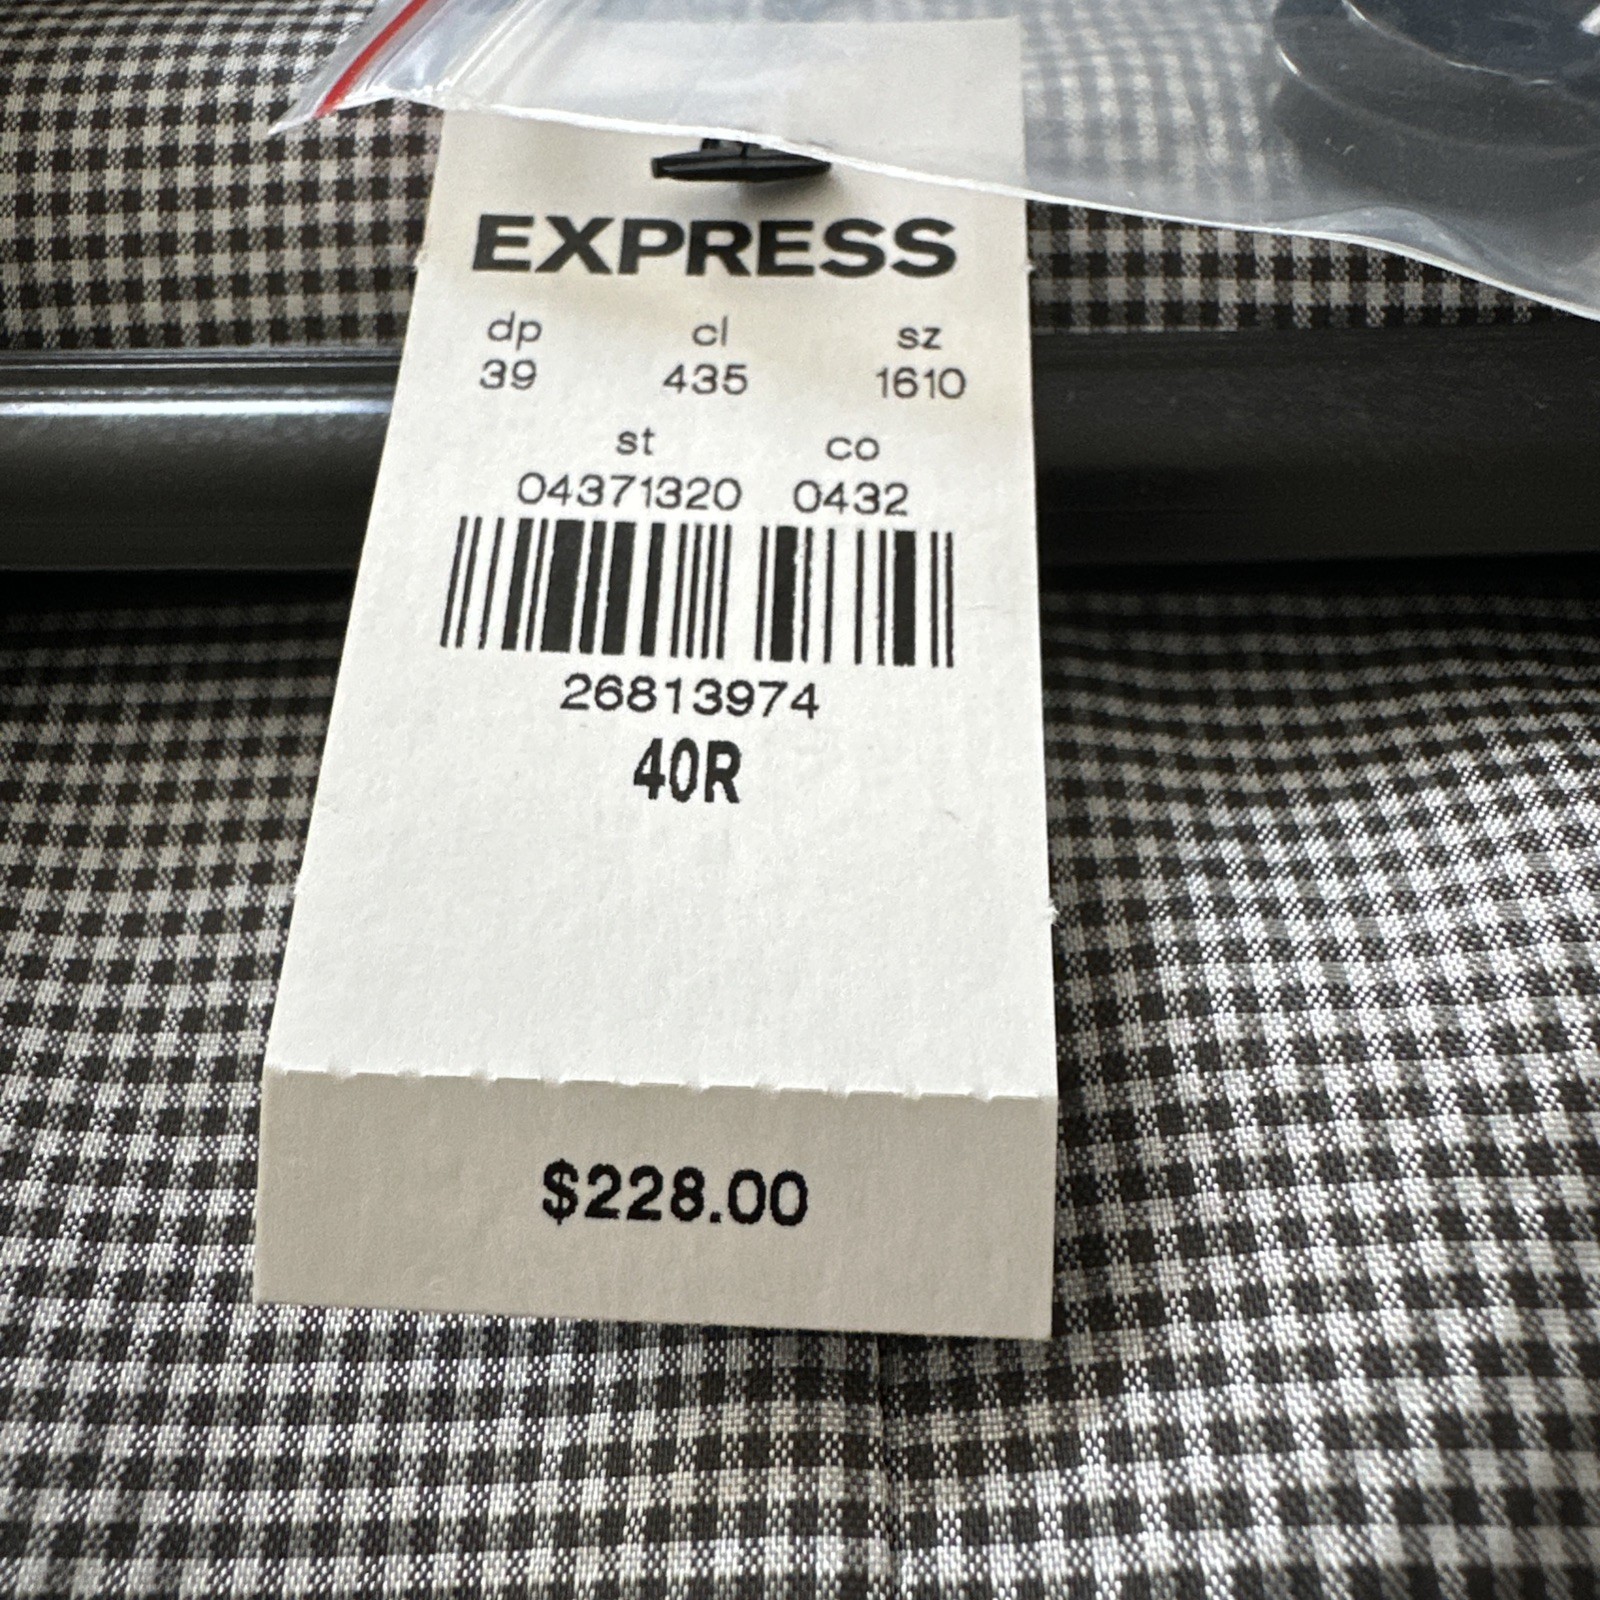 EXPRESS
dp cl sz
39 435 1610
st co
04371320 0432
26813974
40R
$228.00